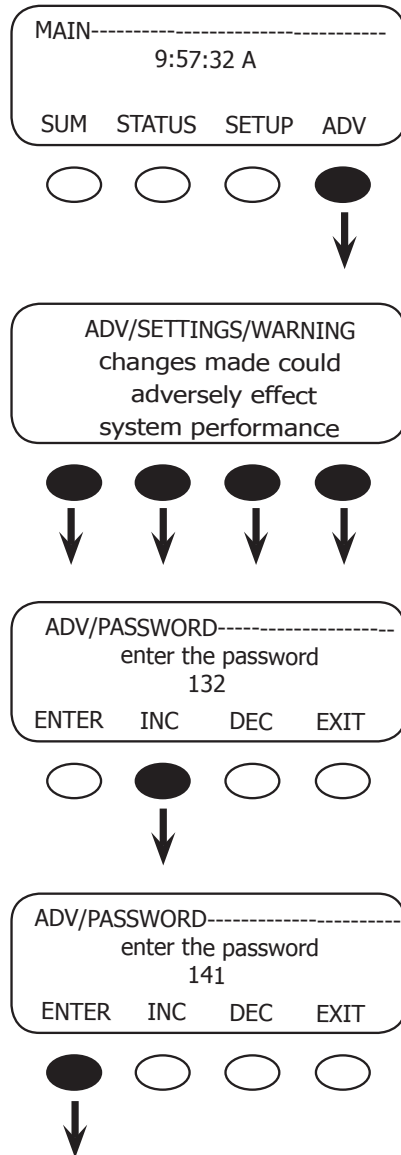 MAIN-----------------------------------
9:57:32 A
SUM STATUS SETUP ADV
ADV/SETTINGS/WARNING
changes made could
adversely effect
system performance
ADV/PASSWORD----------------------
enter the password
132
ENTER INC DEC EXIT
ADV/PASSWORD------------------------
enter the password
141
ENTER INC DEC EXIT